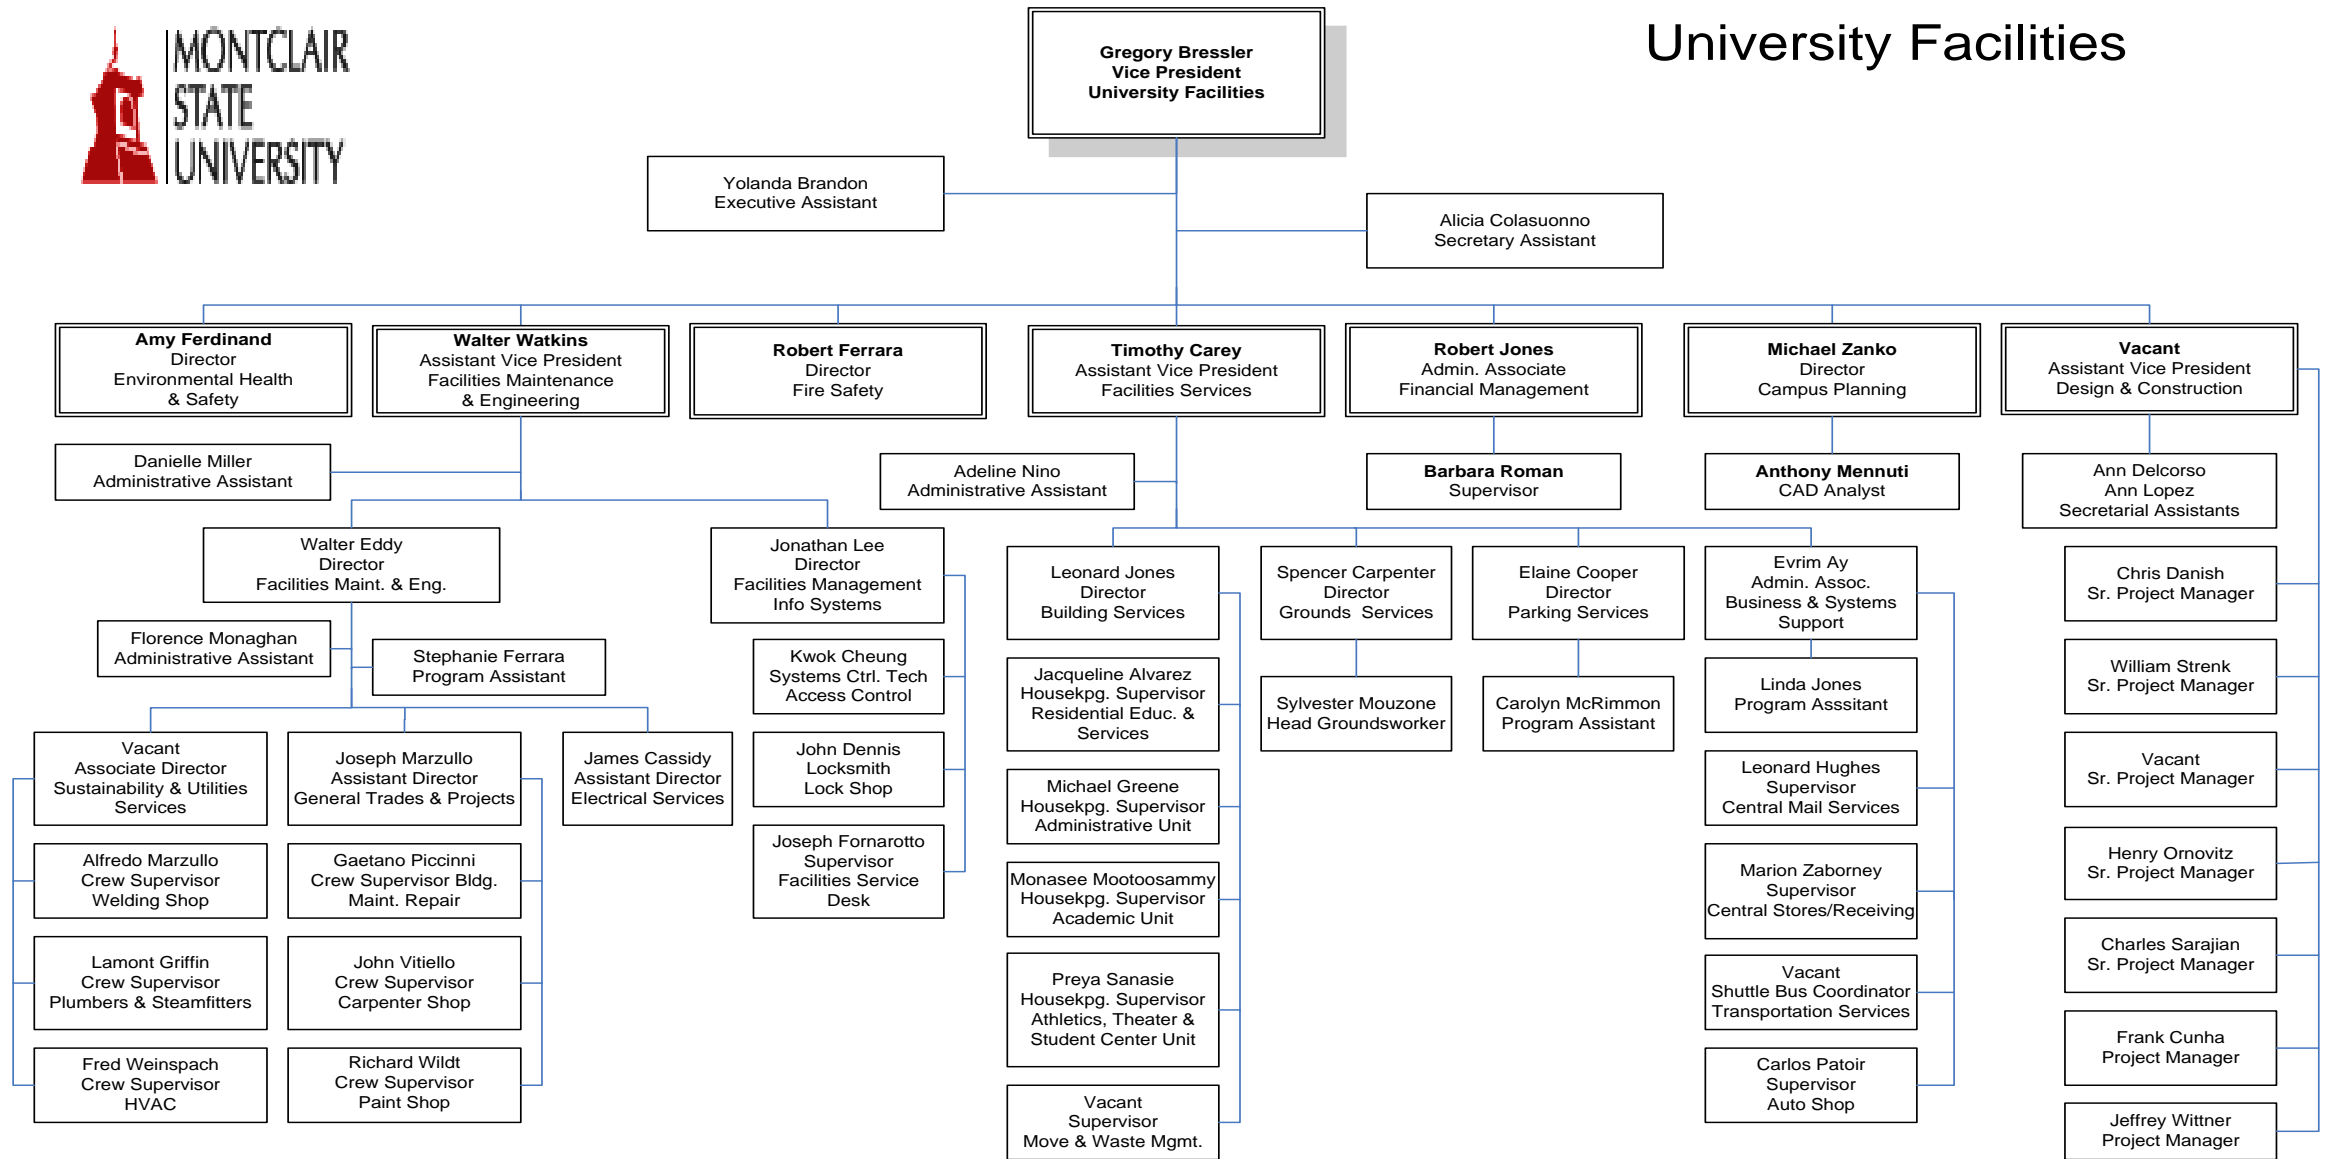 MONTCLAIR
STATE
UNIVERSITY
University Facilities
Gregory Bressler
Vice President
University Facilities
Yolanda Brandon
Executive Assistant
Alicia Colasuonno
Secretary Assistant
Amy Ferdinand
Director
Environmental Health
& Safety
Walter Watkins
Assistant Vice President
Facilities Maintenance
& Engineering
Robert Ferrara
Director
Fire Safety
Timothy Carey
Assistant Vice President
Facilities Services
Robert Jones
Admin. Associate
Financial Management
Michael Zanko
Director
Campus Planning
Vacant
Assistant Vice President
Design & Construction
Danielle Miller
Administrative Assistant
Adeline Nino
Administrative Assistant
Barbara Roman
Supervisor
Anthony Mennuti
CAD Analyst
Ann Delcorso
Ann Lopez
Secretarial Assistants
Walter Eddy
Director
Facilities Maint. & Eng.
Jonathan Lee
Director
Facilities Management
Info Systems
Leonard Jones
Director
Building Services
Spencer Carpenter
Director
Grounds  Services
Elaine Cooper
Director
Parking Services
Evrim Ay
Admin. Assoc.
Business & Systems
Support
Chris Danish
Sr. Project Manager
Florence Monaghan
Administrative Assistant
Stephanie Ferrara
Program Assistant
Kwok Cheung
Systems Ctrl. Tech
Access Control
Jacqueline Alvarez
Housekpg. Supervisor
Residential Educ. &
Services
Sylvester Mouzone
Head Groundsworker
Carolyn McRimmon
Program Assistant
Linda Jones
Program Asssitant
William Strenk
Sr. Project Manager
Vacant
Associate Director
Sustainability & Utilities
Services
Joseph Marzullo
Assistant Director
General Trades & Projects
James Cassidy
Assistant Director
Electrical Services
John Dennis
Locksmith
Lock Shop
Michael Greene
Housekpg. Supervisor
Administrative Unit
Leonard Hughes
Supervisor
Central Mail Services
Vacant
Sr. Project Manager
Alfredo Marzullo
Crew Supervisor
Welding Shop
Gaetano Piccinni
Crew Supervisor Bldg.
Maint. Repair
Joseph Fornarotto
Supervisor
Facilities Service
Desk
Monasee Mootoosammy
Housekpg. Supervisor
Academic Unit
Marion Zaborney
Supervisor
Central Stores/Receiving
Henry Ornovitz
Sr. Project Manager
Lamont Griffin
Crew Supervisor
Plumbers & Steamfitters
John Vitiello
Crew Supervisor
Carpenter Shop
Preya Sanasie
Housekpg. Supervisor
Athletics, Theater &
Student Center Unit
Vacant
Shuttle Bus Coordinator
Transportation Services
Charles Sarajian
Sr. Project Manager
Fred Weinspach
Crew Supervisor
HVAC
Richard Wildt
Crew Supervisor
Paint Shop
Vacant
Supervisor
Move & Waste Mgmt.
Carlos Patoir
Supervisor
Auto Shop
Frank Cunha
Project Manager
Jeffrey Wittner
Project Manager